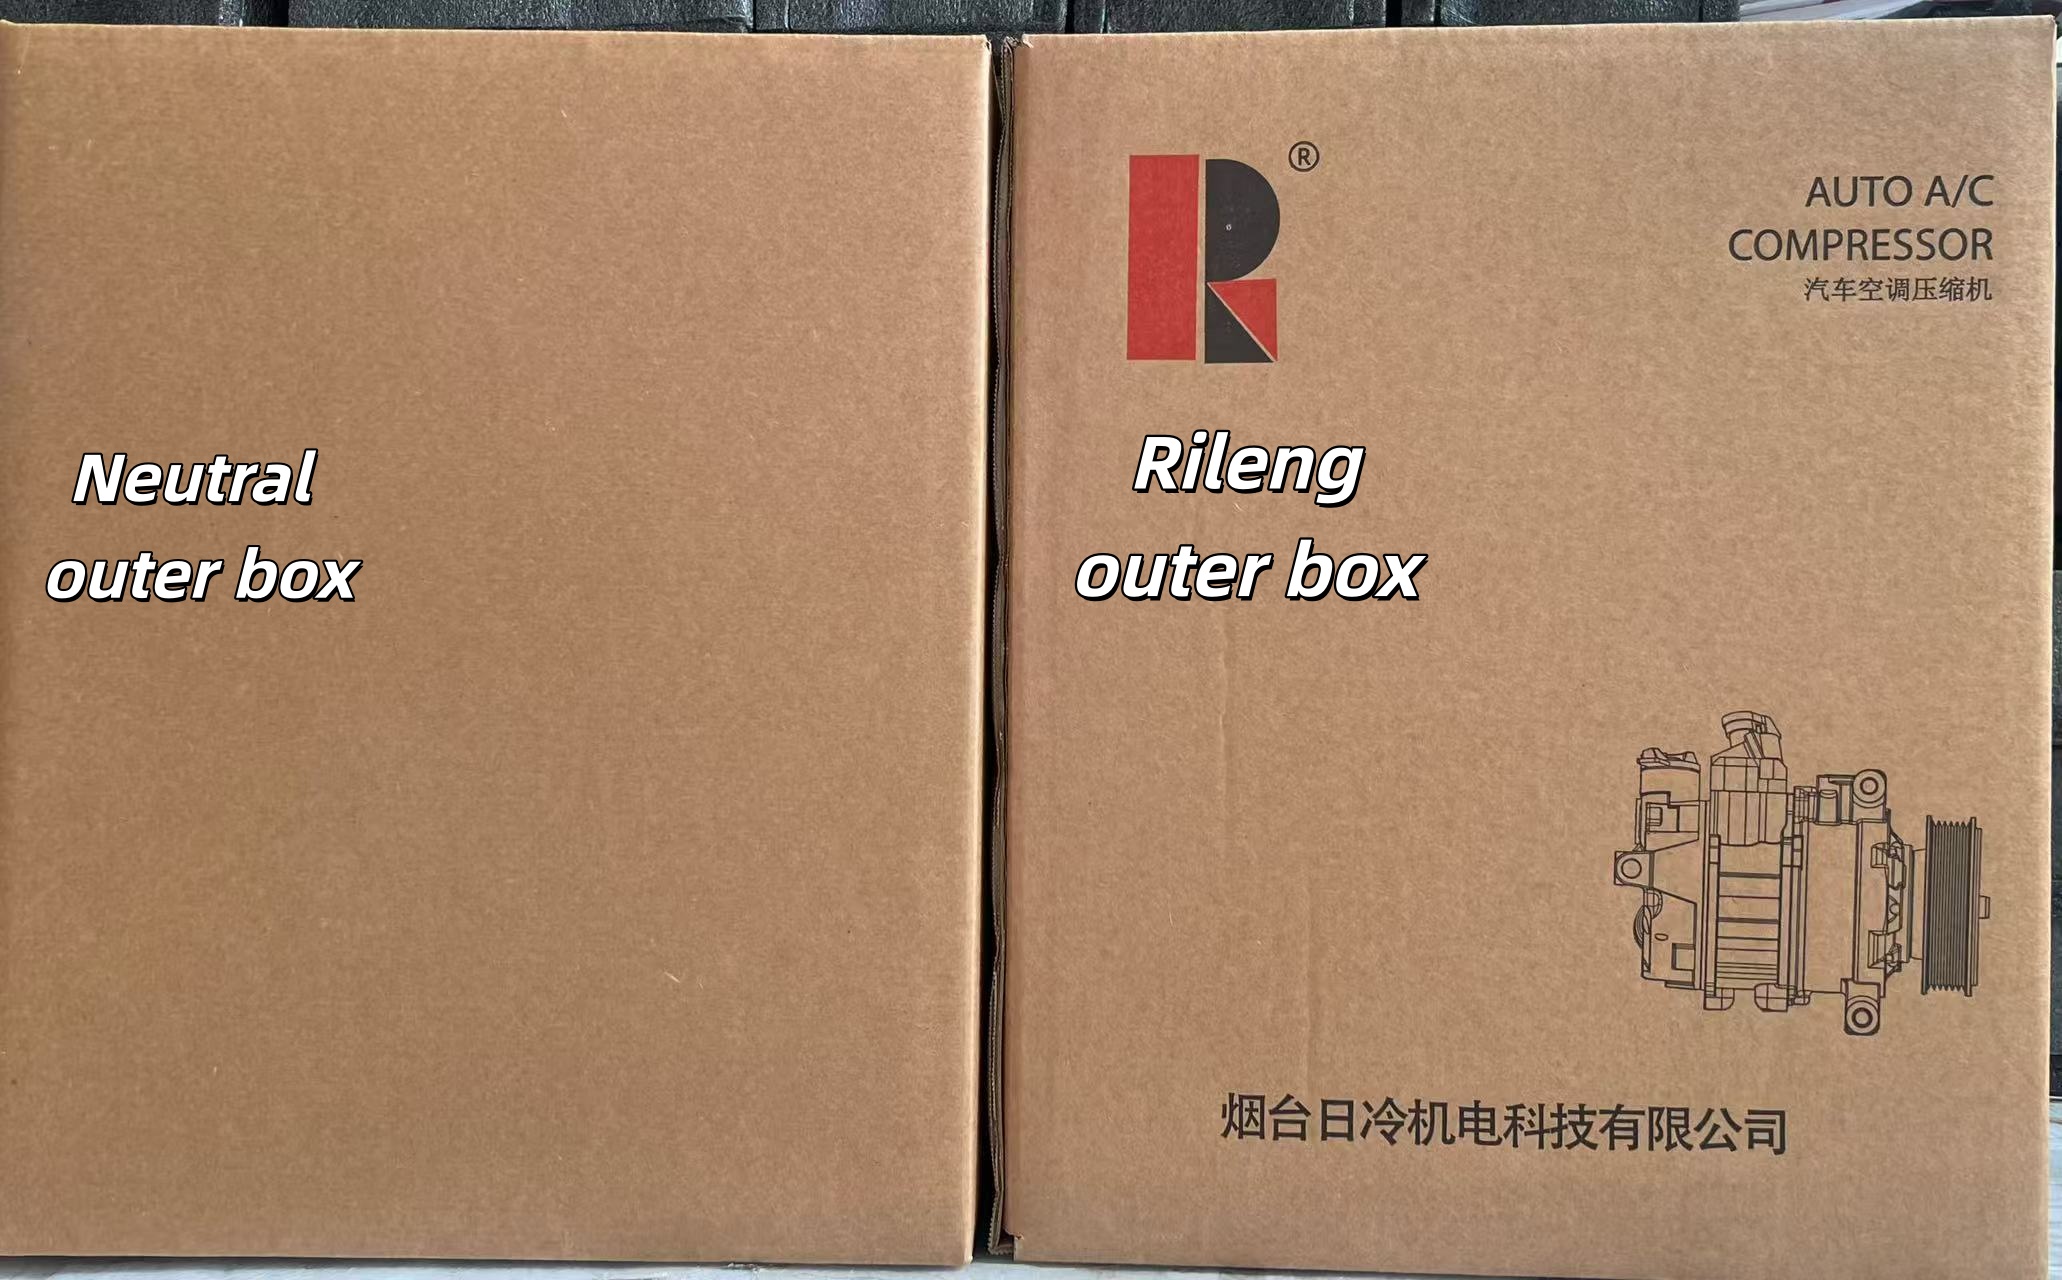 Neutral
outer box
R®
AUTO A/C
COMPRESSOR
汽车空调压缩机
Rileng
outer box
烟台日冷机电科技有限公司